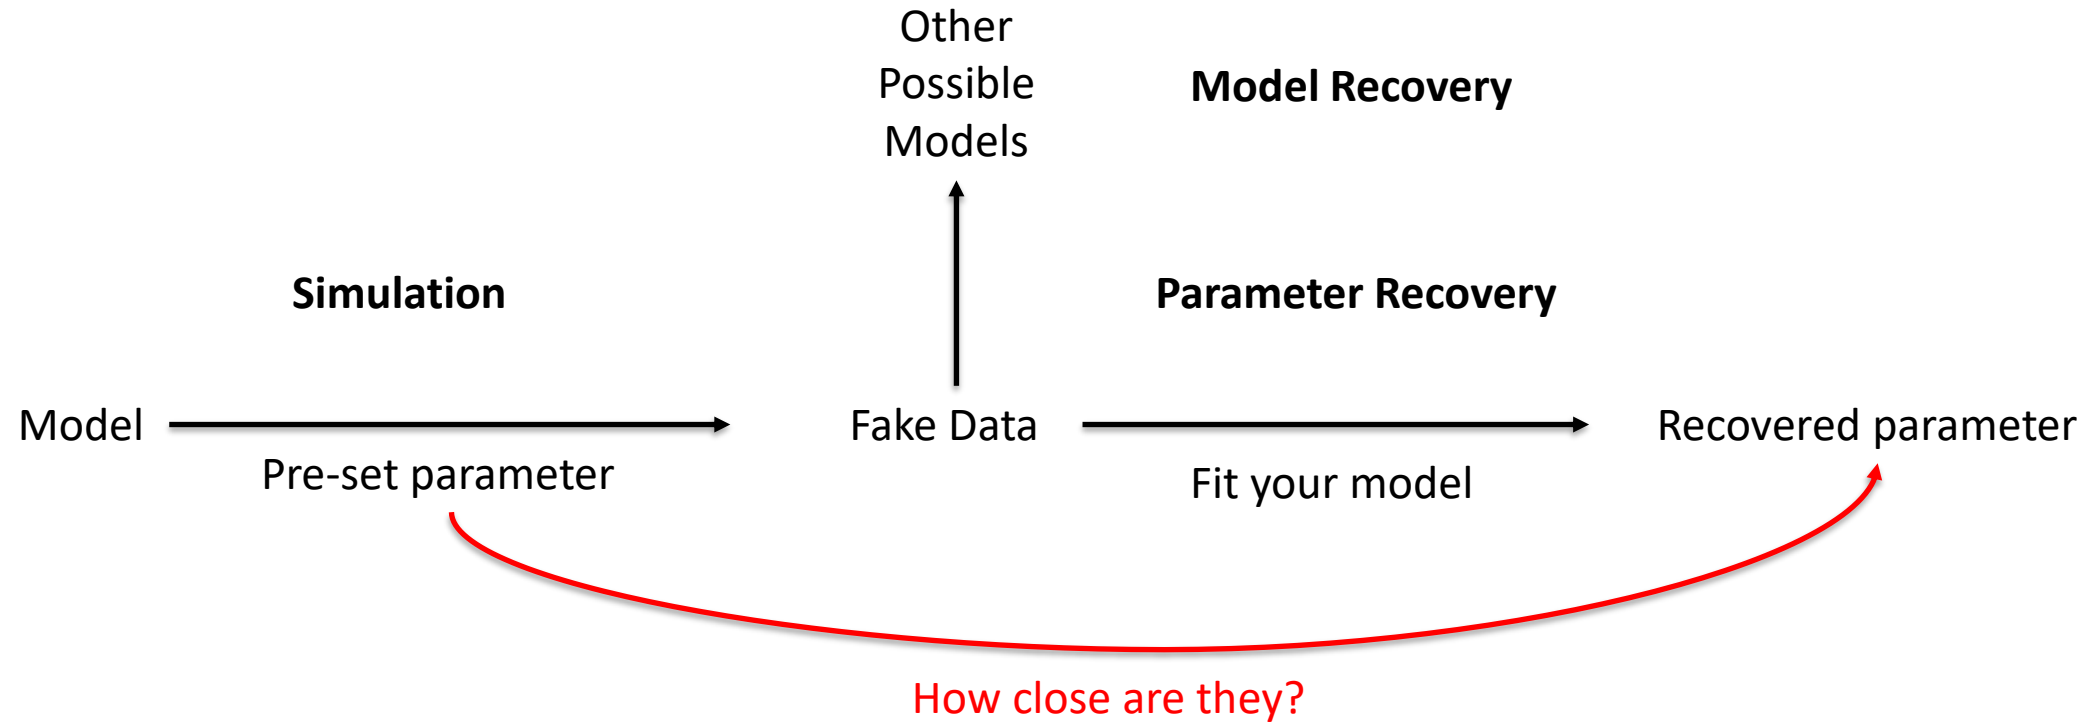 Other
Possible
Models
Model Recovery
Simulation
Parameter Recovery
Model
Fake Data
Recovered parameter
Pre-set parameter
Fit your model
How close are they?